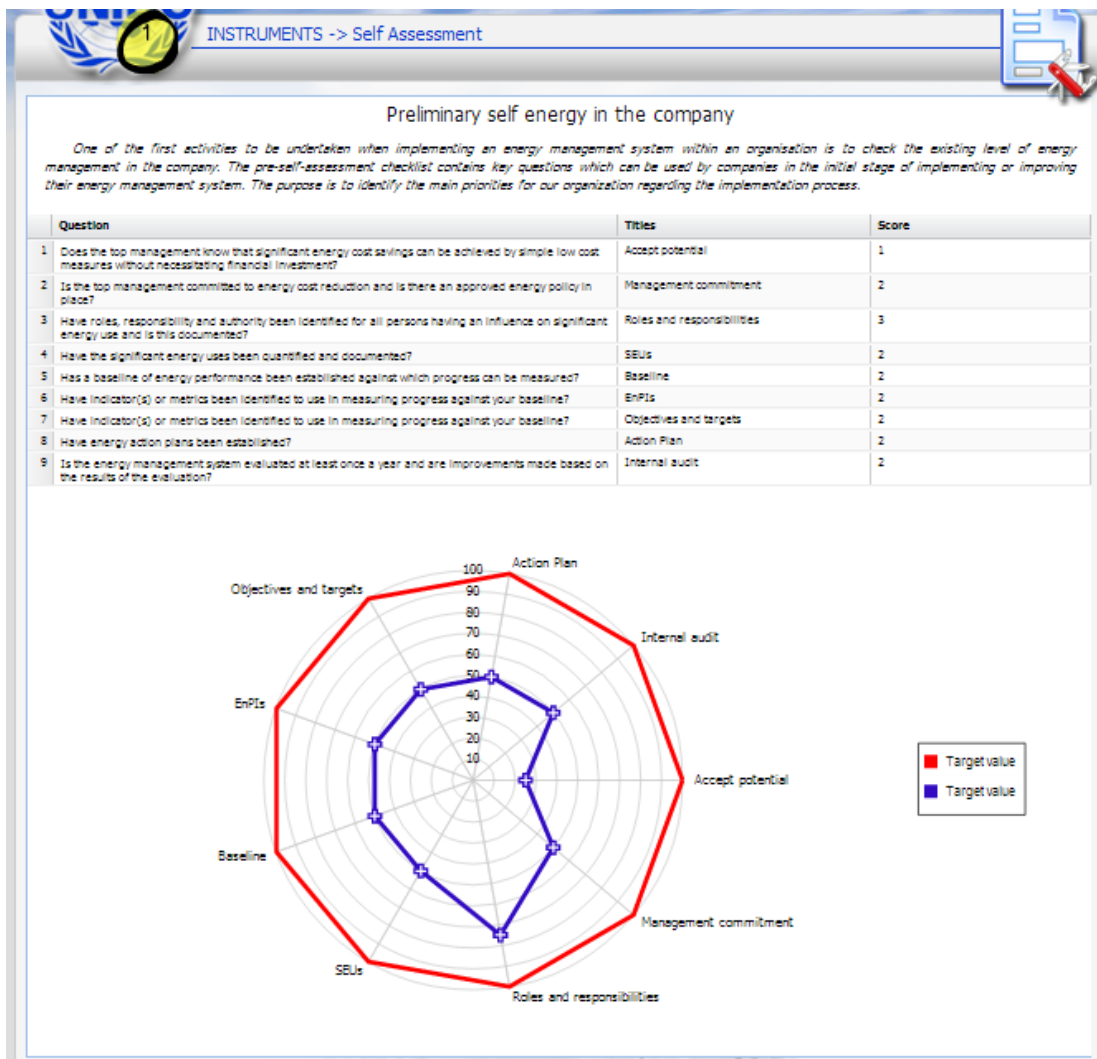 1
INSTRUMENTS -> Self Assessment
Preliminary self energy in the company
One of the first activities to be undertaken when implementing an energy management system within an organisation is to check the existing level of energy
management in the company. The pre-self-assessment checklist contains key questions which can be used by companies in the initial stage of implementing or improving
their energy management system. The purpose is to identify the main priorities for our organization regarding the implementation process.
Question Titles Score
1 Does the top management know that significant energy cost savings can be achieved by simple low cost Accept potential 1
measures without necessitating financial investment?
2 Is the top management committed to energy cost reduction and is there an approved energy policy in Management commitment 2
place?
3 Have roles, responsibility and authority been identified for all persons having an influence on significant Roles and responsibilities 3
energy use and is this documented?
4 Have the significant energy uses been quantified and documented? SEUs 2
5 Has a baseline of energy performance been established against which progress can be measured? Baseline 2
6 Have indicator(s) or metrics been identified to use in measuring progress against your baseline? EnPIs 2
7 Have indicator(s) or metrics been identified to use in measuring progress against your baseline? Objectives and targets 2
8 Have energy action plans been established? Action Plan 2
9 Is the energy management system evaluated at least once a year and are improvements made based on Internal audit 2
the results of the evaluation?
Action Plan
100
Objectives and targets 90
80
70
Internal audit
60
50
EnPIs
40
30
20
10
Target value
Accept potential
Target value
Baseline
Management commitment
SEUs
Roles and responsibilities